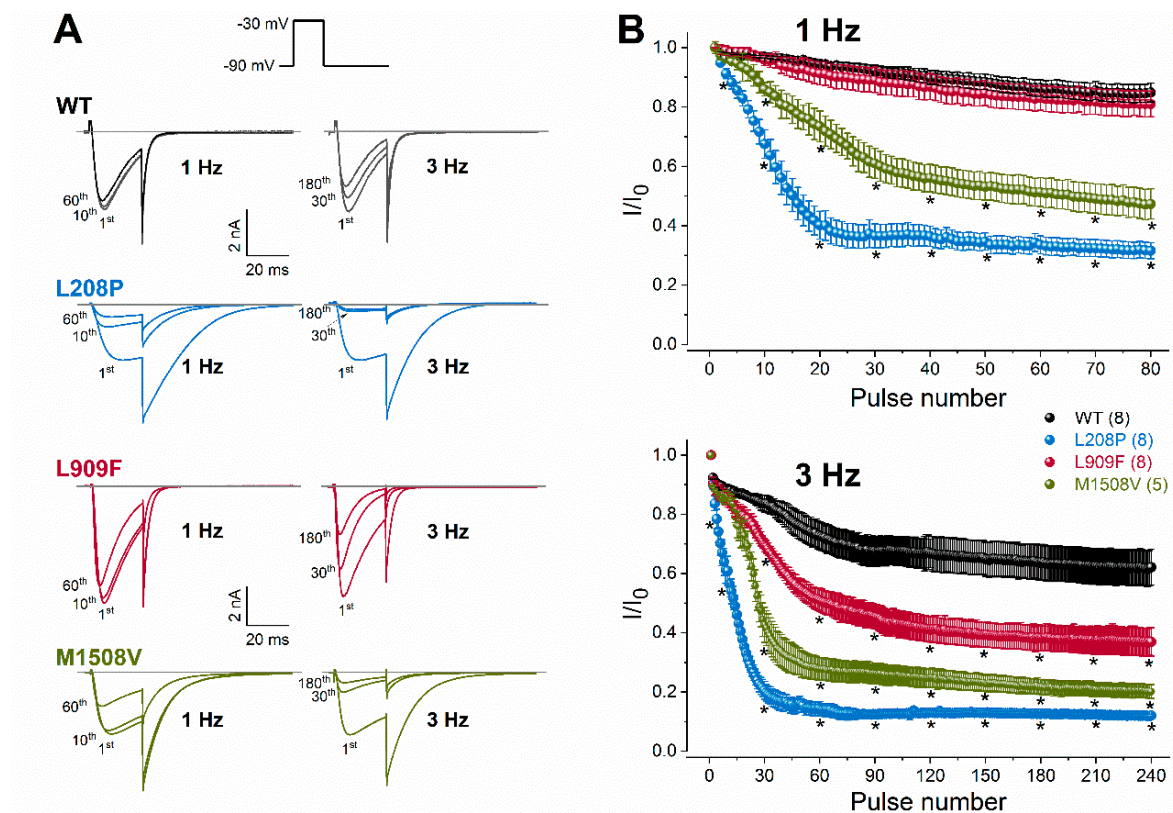 A
-30 mV
-90 mV
WT
1 Hz
3 Hz
60th
10th
1st
180th
30th
1st
2 nA
20 ms
L208P
60th
10th
1st
1 Hz
180th
30th
1st
3 Hz
L909F
1 Hz
3 Hz
60th
10th
1st
180th
30th
1st
2 nA
20 ms
M1508V
60th
10th
1st
1 Hz
180th
30th
1st
3 Hz
B
1 Hz
1.0
0.8
0.6
0.4
0.2
0.0
I/I0
0 10 20 30 40 50 60 70 80
Pulse number
WT (8)
L208P (8)
L909F (8)
M1508V (5)
3 Hz
1.0
0.8
0.6
0.4
0.2
0.0
I/I0
0 30 60 90 120 150 180 210 240
Pulse number